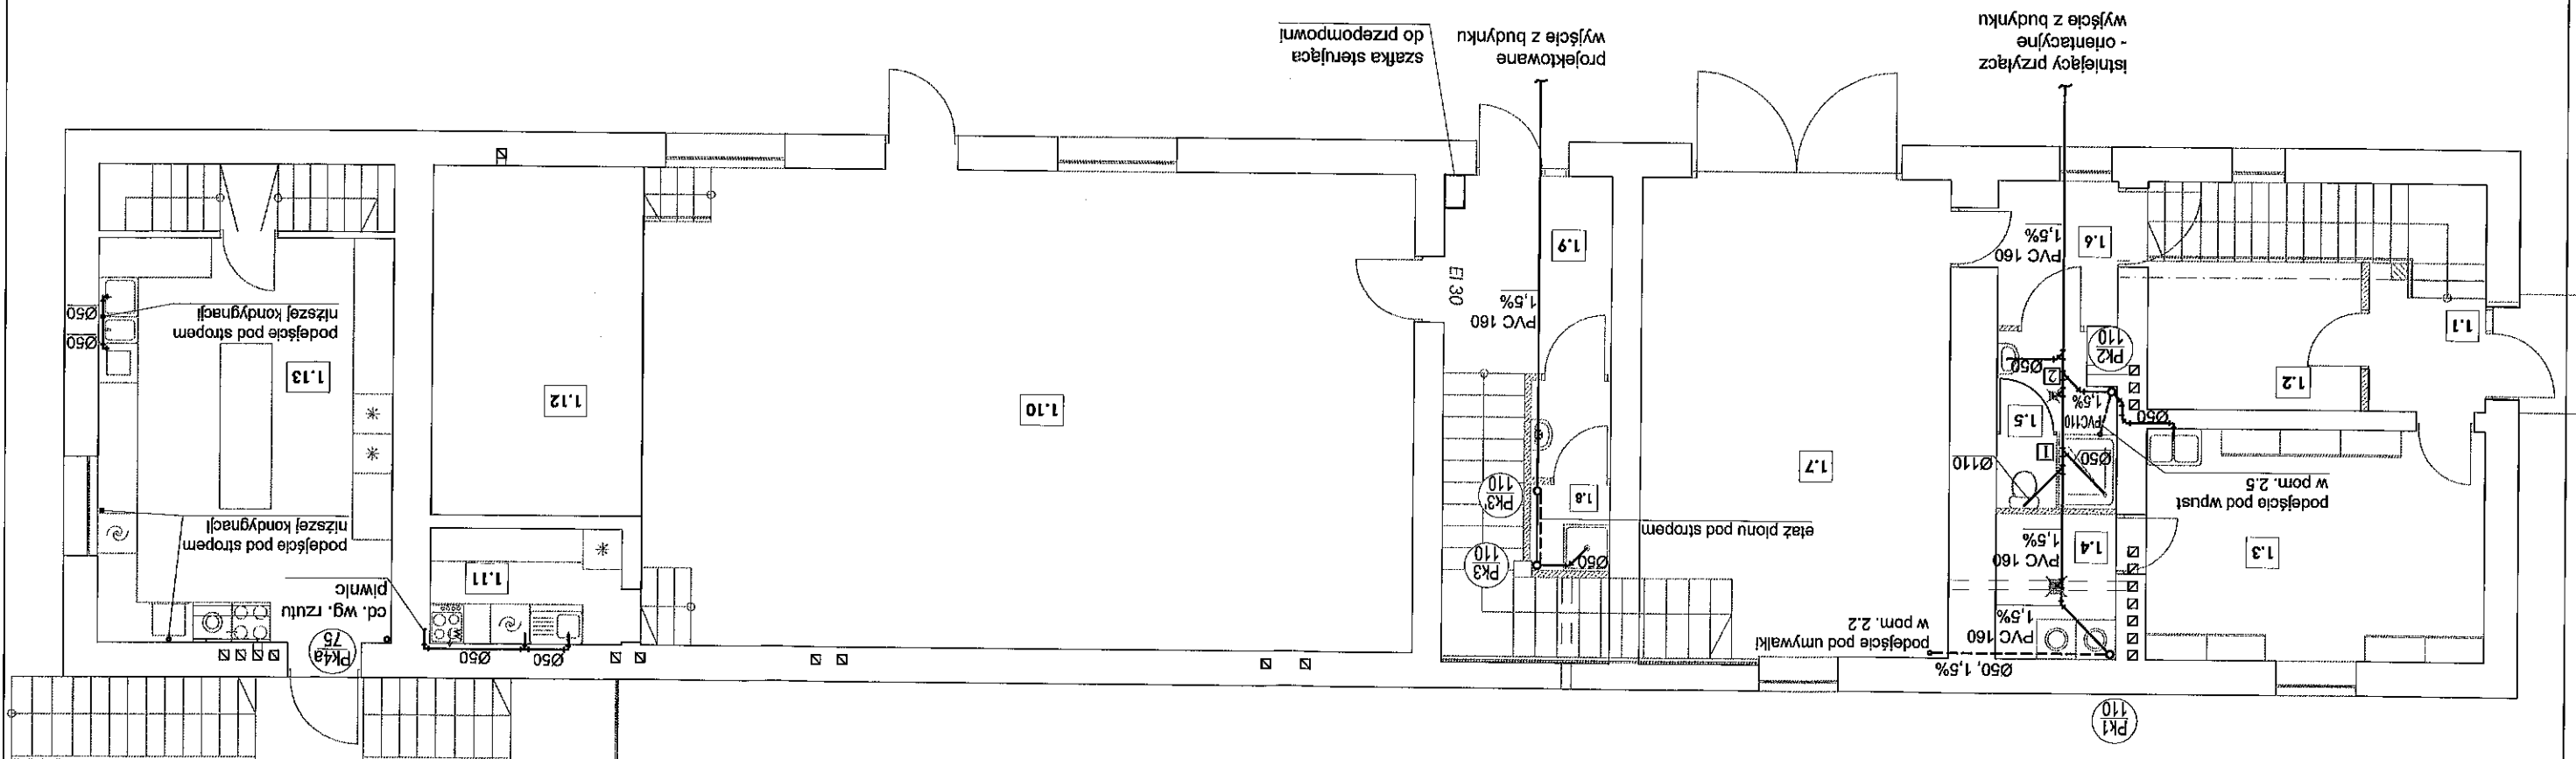 Pk1
110
Ø50, 1,5%
podejście pod umywalki
w pom. 2.2
Pk4a
75
cd. wg. rzutu
piwnic
Ø50
Ø50
1.3
1.4
PVC 160
1,5%
PVC 160
1,5%
podejście pod wpust
w pom. 2.5
Ø50
Ø110
1
1.5
PVC110
1,5%
Ø50
2
Ø50
Pk2
110
1.2
1.1
1.6
PVC 160
1,5%
1.7
etaż pionu pod stropem
Ø50
Pk3
110
Pk3'
110
1.8
1.9
PVC 160
1,5%
EI 30
1.10
1.11
1.12
podejście pod stropem
niższej kondygnacji
1.13
podejście pod stropem
niższej kondygnacji
Ø50
Ø50
istniejący przyłącz
- orientacyjne
wyjście z budynku
projektowane
wyjście z budynku
szafka sterująca
do przepompowni